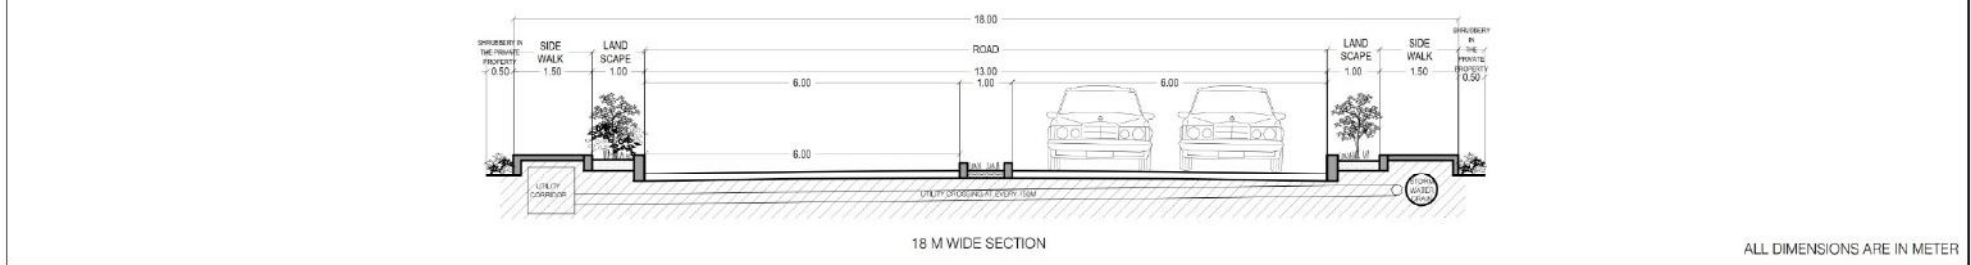 18.00
SHRUBBERY IN
THE PRIVATE
PROPERTY
0.50
SIDE
WALK
1.50
LAND
SCAPE
1.00
ROAD
13.00
6.00
1.00
6.00
LAND
SCAPE
1.00
SIDE
WALK
1.50
SHRUBBERY
IN
THE
PRIVATE
PROPERTY
0.50
6.00
UTILITY
CORRIDOR
UTILITY CROSSING AT EVERY 150M
STORM
WATER
DRAIN
18 M WIDE SECTION
ALL DIMENSIONS ARE IN METER